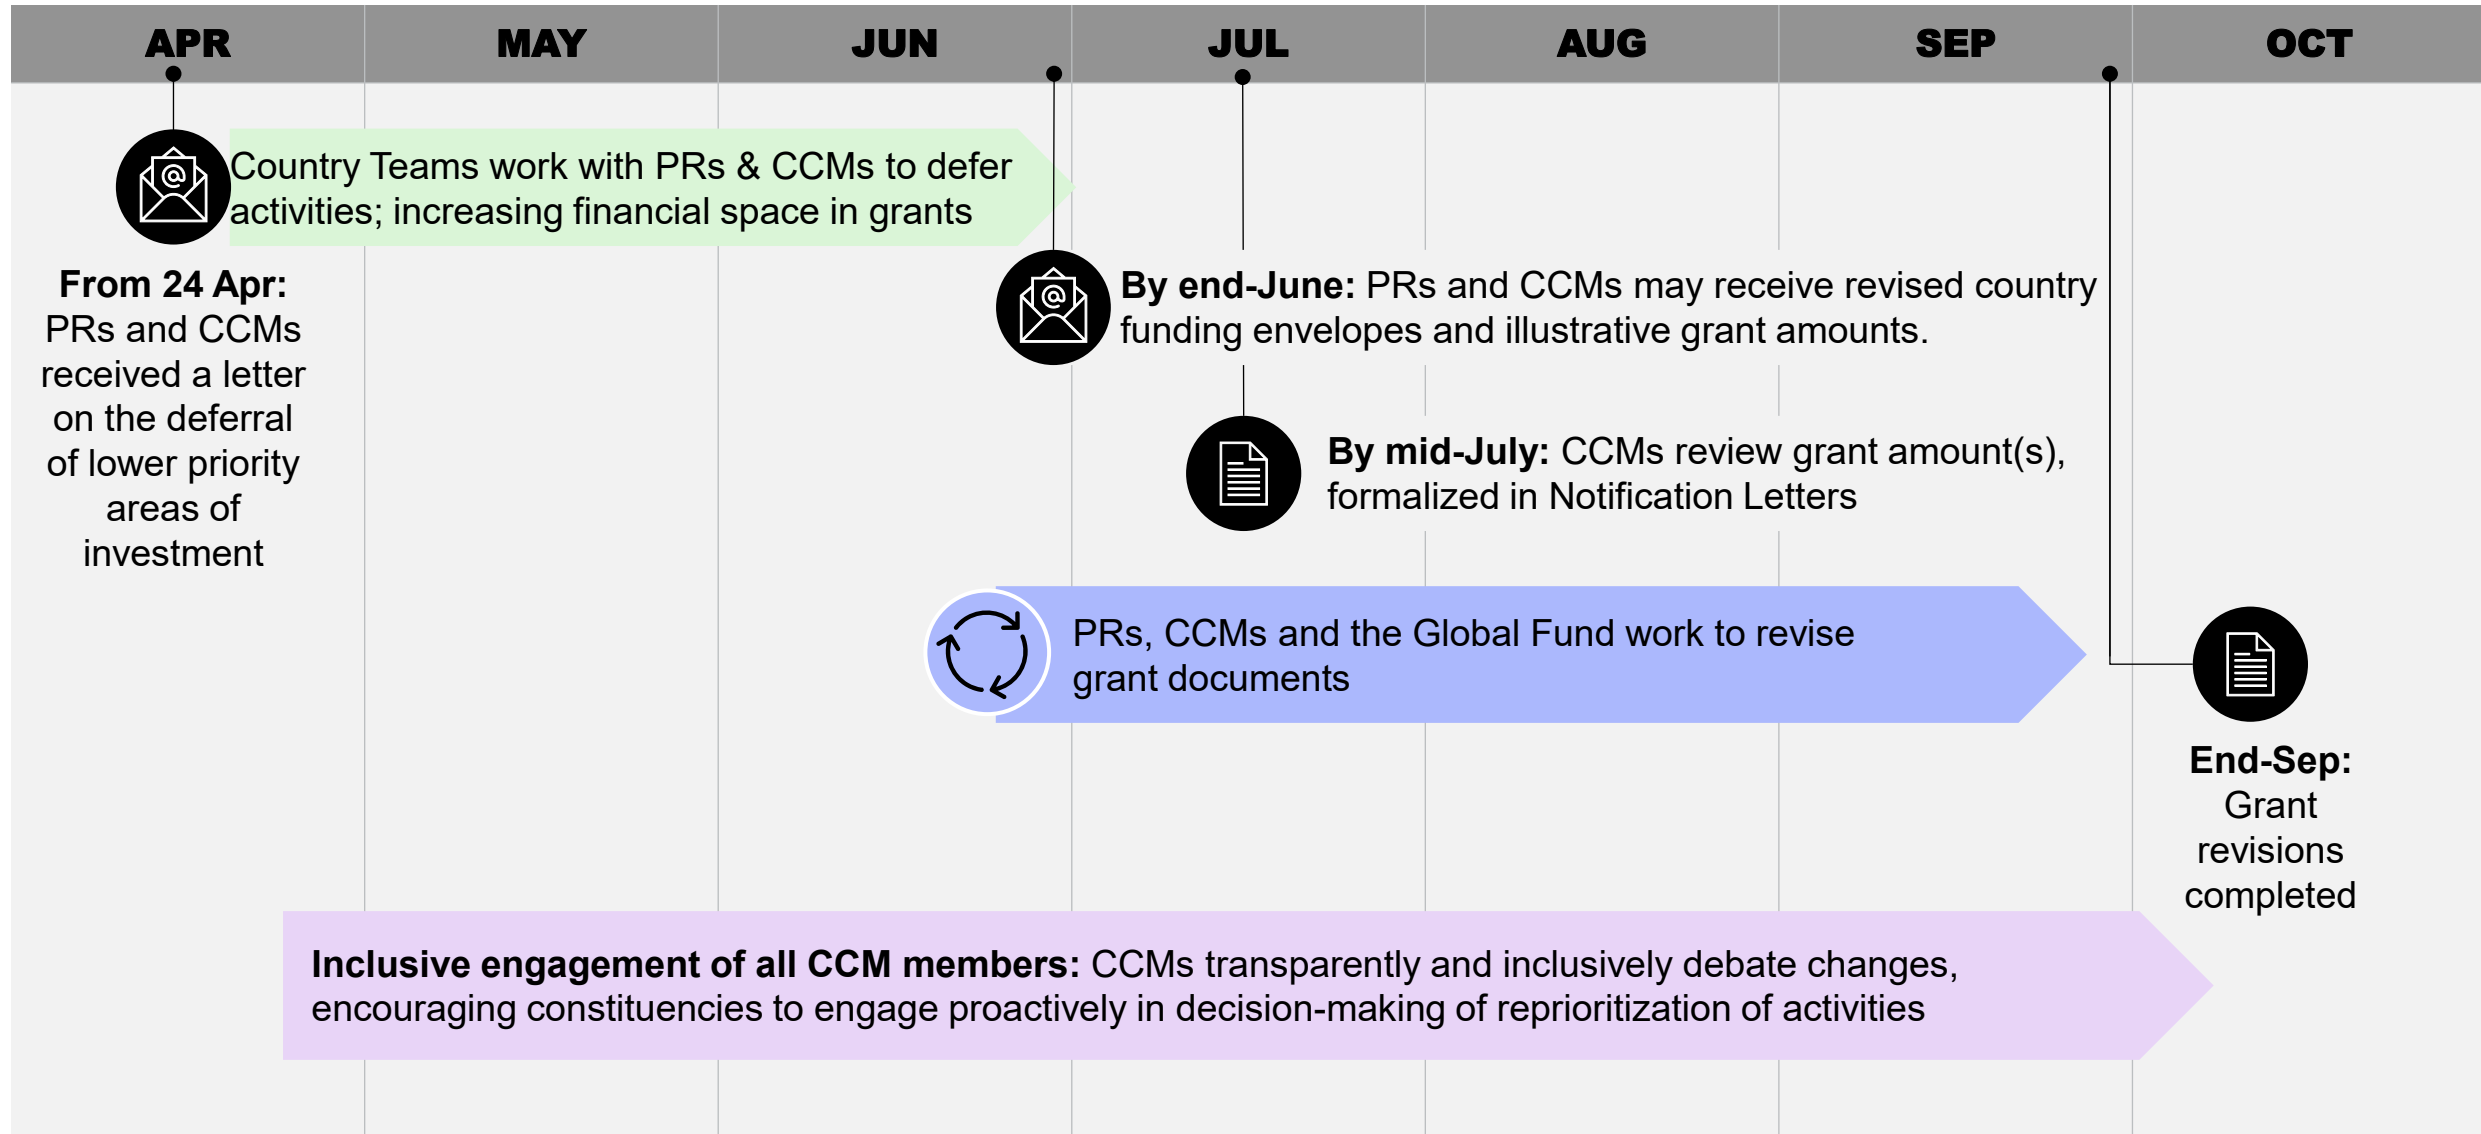 APR MAY JUN JUL AUG SEP OCT
Country Teams work with PRs & CCMs to defer
activities; increasing financial space in grants
From 24 Apr:
PRs and CCMs
received a letter
on the deferral
of lower priority
areas of
investment
By end-June: PRs and CCMs may receive revised country
funding envelopes and illustrative grant amounts.
By mid-July: CCMs review grant amount(s),
formalized in Notification Letters
PRs, CCMs and the Global Fund work to revise
grant documents
End-Sep:
Grant
revisions
completed
Inclusive engagement of all CCM members: CCMs transparently and inclusively debate changes,
encouraging constituencies to engage proactively in decision-making of reprioritization of activities